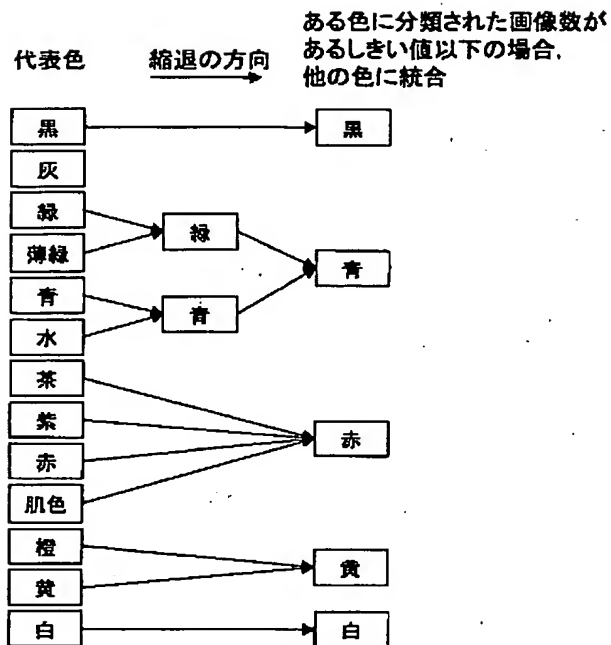 代表色
縮退の方向
ある色に分類された画像数が
あるしきい値以下の場合,
他の色に統合
黒
灰
緑
薄緑
青
水
茶
紫
赤
肌色
橙
黄
白
緑
青
黒
青
赤
黄
白